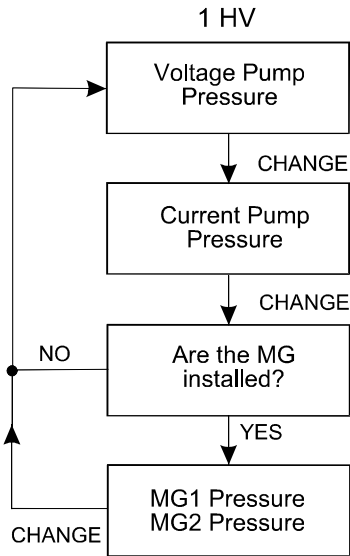 1 HV
Voltage Pump
Pressure
CHANGE
Current Pump
Pressure
CHANGE
Are the MG
installed?
NO
YES
MG1 Pressure
MG2 Pressure
CHANGE